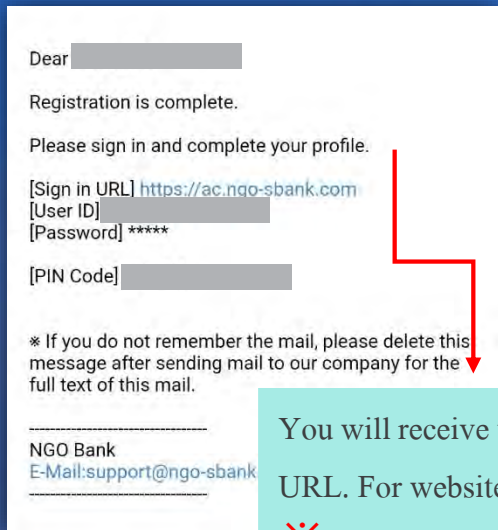 Dear
Registration is complete.
Please sign in and complete your profile.
[Sign in URL] https://ac.ngo-sbank.com
[User ID]
[Password] *****
[PIN Code]
※ If you do not remember the mail, please delete this
message after sending mail to our company for the
full text of this mail.
---------------------------------
NGO Bank
E-Mail:support@ngo-sbank
---------------------------------
You will receive
URL. For website
※